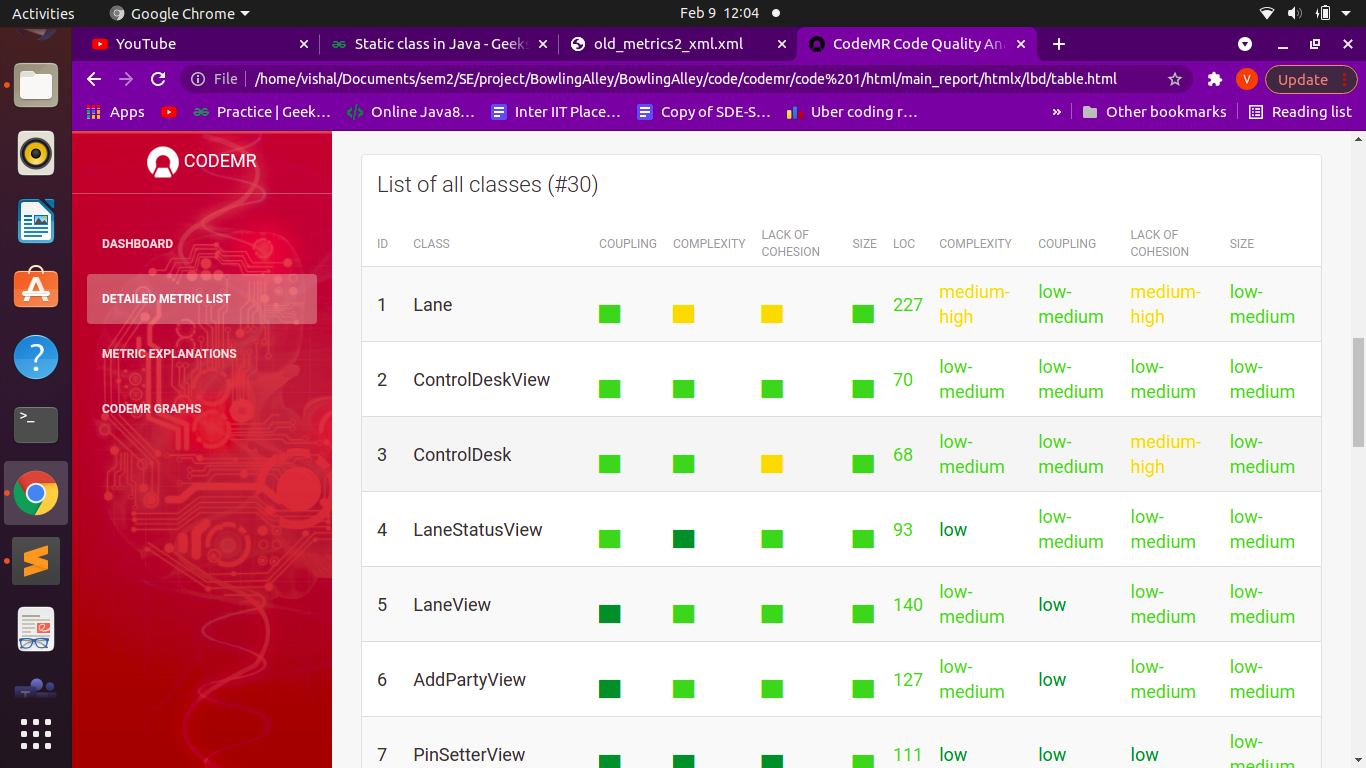 Activities Google Chrome Feb 9 12:04
YouTube Static class in Java - Geeks old_metrics2_xml.xml CodeMR Code Quality An
File /home/vishal/Documents/sem2/SE/project/BowlingAlley/BowlingAlley/code/codemr/code%201/html/main_report/htmlx/lbd/table.html V Update
Apps Practice | Geek… Online Java8… Inter IIT Place… Copy of SDE-S… Uber coding r… » Other bookmarks Reading list
CODEMR
DASHBOARD
DETAILED METRIC LIST
METRIC EXPLANATIONS
CODEMR GRAPHS
List of all classes (#30)
ID CLASS COUPLING COMPLEXITY LACK OF COHESION SIZE LOC COMPLEXITY COUPLING LACK OF COHESION SIZE
1 Lane 227 medium-high low-medium medium-high low-medium
2 ControlDeskView 70 low-medium low-medium low-medium low-medium
3 ControlDesk 68 low-medium low-medium medium-high low-medium
4 LaneStatusView 93 low low-medium low-medium low-medium
5 LaneView 140 low-medium low low-medium low-medium
6 AddPartyView 127 low-medium low low-medium low-medium
7 PinSetterView 111 low low low low-medium